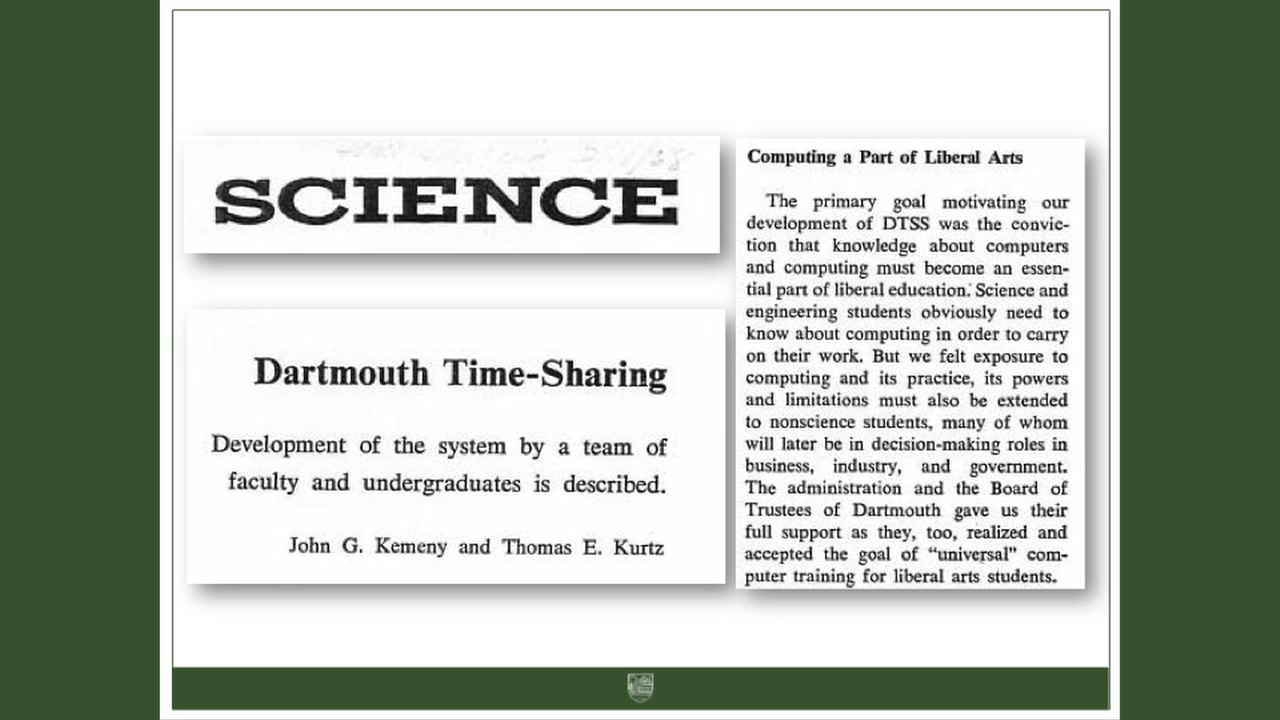 SCIENCE
Dartmouth Time-Sharing
Development of the system by a team of
faculty and undergraduates is described.
John G. Kemeny and Thomas E. Kurtz
Computing a Part of Liberal Arts
The primary goal motivating our
development of DTSS was the convic-
tion that knowledge about computers
and computing must become an essen-
tial part of liberal education. Science and
engineering students obviously need to
know about computing in order to carry
on their work. But we felt exposure to
computing and its practice, its powers
and limitations must also be extended
to nonscience students, many of whom
will later be in decision-making roles in
business, industry, and government.
The administration and the Board of
Trustees of Dartmouth gave us their
full support as they, too, realized and
accepted the goal of “universal” com-
puter training for liberal arts students.